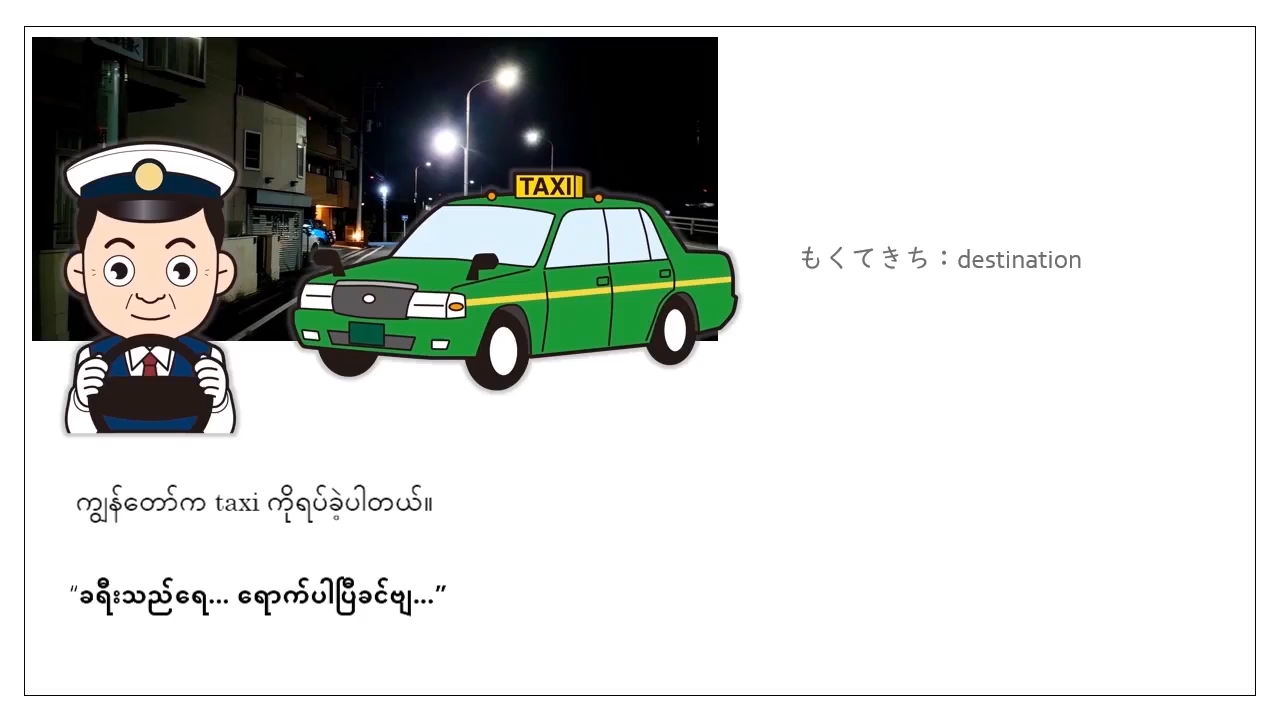 TAXI
もくてきち：destination
ကျွန်တော်က taxi ကိုရပ်ခဲ့ပါတယ်။
“ခရီးသည်ရေ... ရောက်ပါပြီခင်ဗျ...”